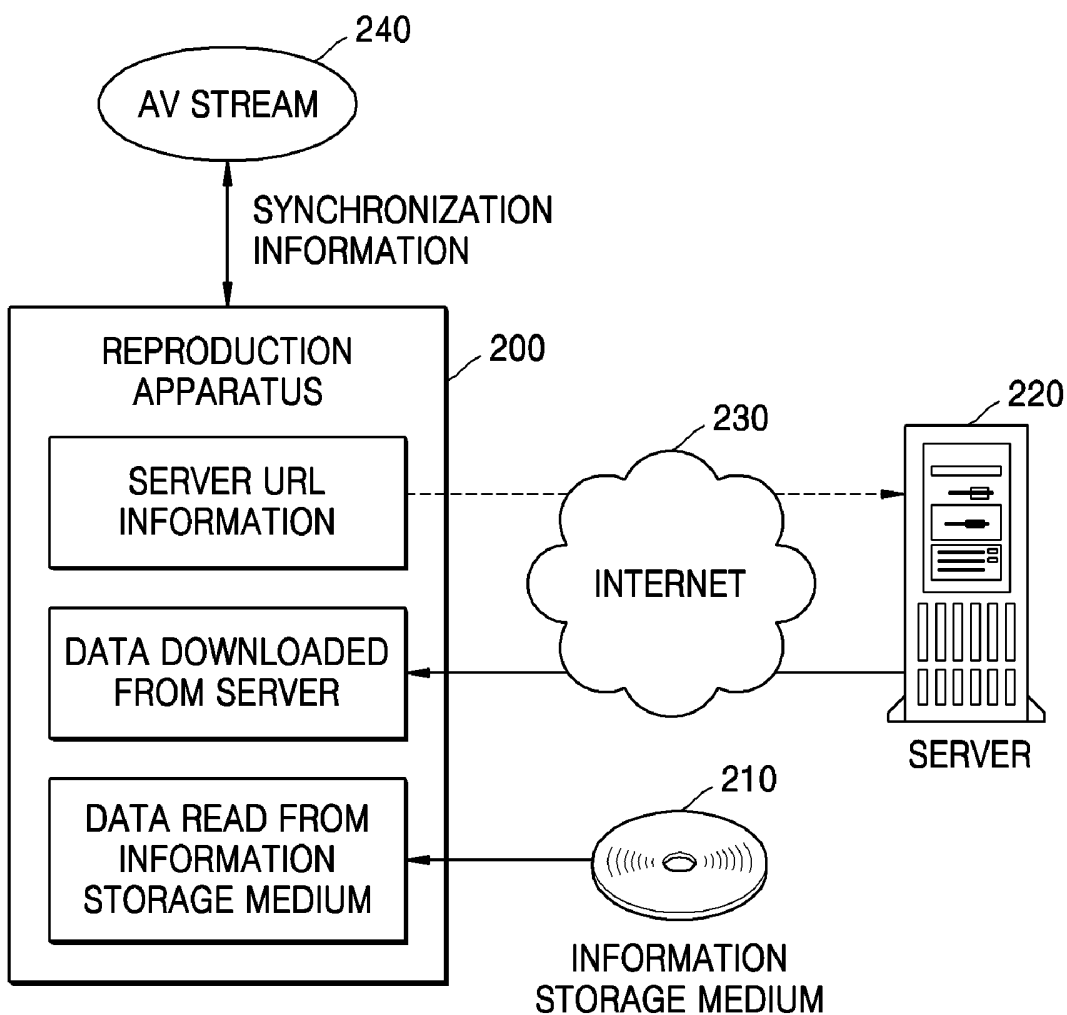 240
AV STREAM
SYNCHRONIZATION
INFORMATION
REPRODUCTION
APPARATUS
200
SERVER URL
INFORMATION
230
220
INTERNET
DATA DOWNLOADED
FROM SERVER
SERVER
DATA READ FROM
INFORMATION
STORAGE MEDIUM
210
INFORMATION
STORAGE MEDIUM